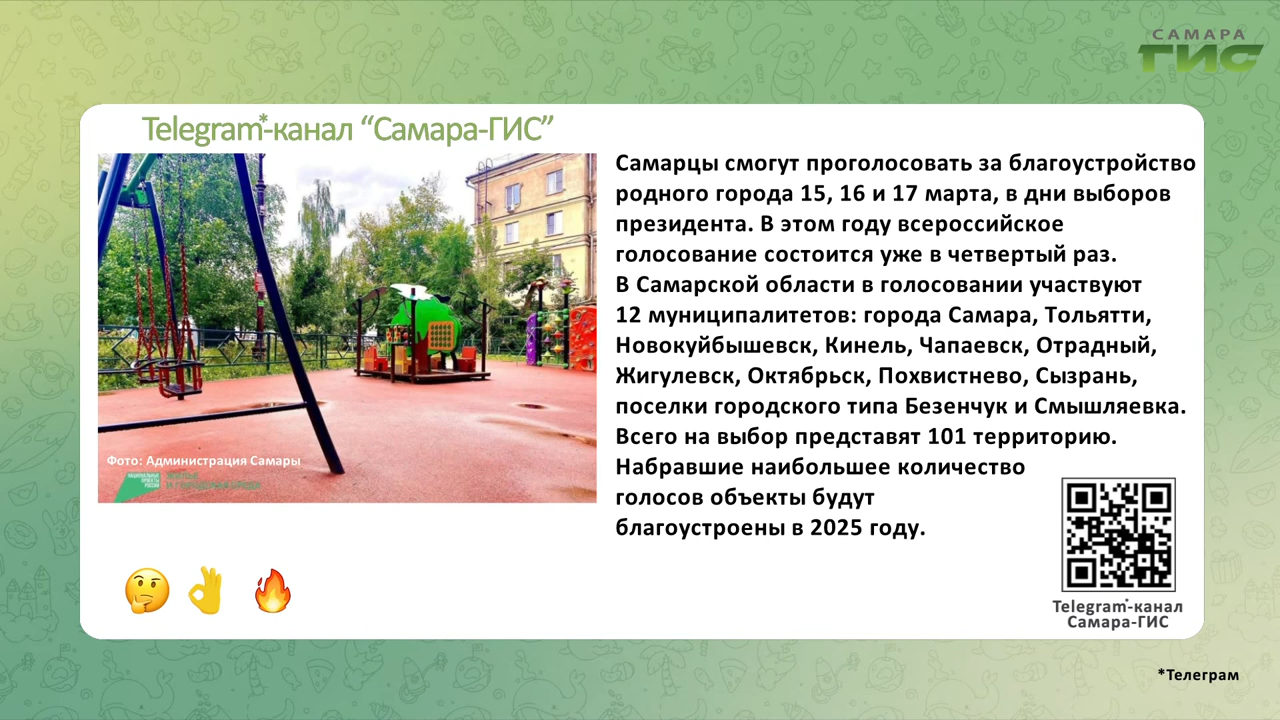 САМАРА
ГИС
Telegram*-канал “Самара-ГИС”
Самарцы смогут проголосовать за благоустройство
родного города 15, 16 и 17 марта, в дни выборов
президента. В этом году всероссийское
голосование состоится уже в четвертый раз.
В Самарской области в голосовании участвуют
12 муниципалитетов: города Самара, Тольятти,
Новокуйбышевск, Кинель, Чапаевск, Отрадный,
Жигулевск, Октябрьск, Похвистнево, Сызрань,
поселки городского типа Безенчук и Смышляевка.
Всего на выбор представят 101 территорию.
Набравшие наибольшее количество
голосов объекты будут
благоустроены в 2025 году.
Фото: Администрация Самары
НАЦИОНАЛЬНЫЕ
ПРОЕКТЫ
РОССИИ
Telegram*-канал
Самара-ГИС
*Телеграм